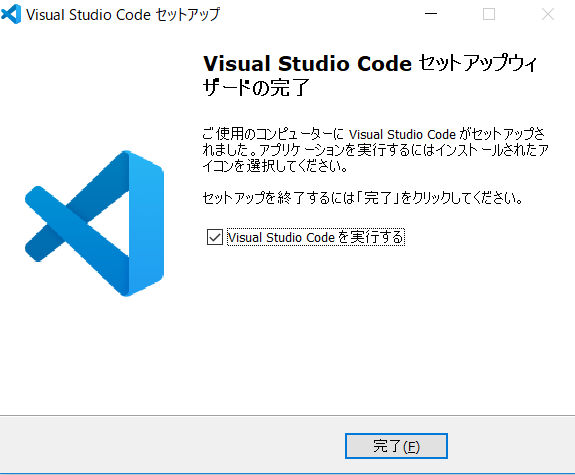 Visual Studio Code セットアップ
Visual Studio Code セットアップウィ
ザードの完了
ご使用のコンピューターに Visual Studio Code がセットアップさ
れました。アプリケーションを実行するにはインストールされたア
イコンを選択してください。
セットアップを終了するには「完了」をクリックしてください。
Visual Studio Code を実行する
完了(F)